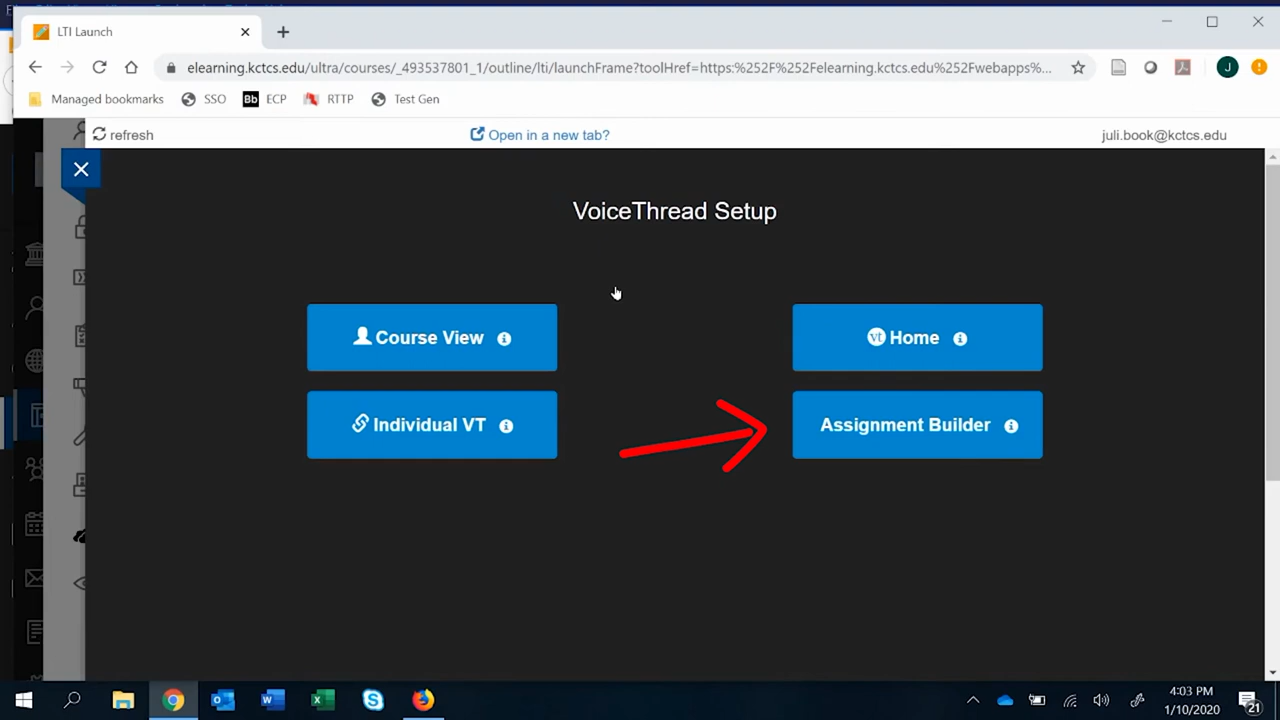 LTI Launch
elearning.kctcs.edu/ultra/courses/_493537801_1/outline/lti/launchFrame?toolHref=https:%252F%252Felearning.kctcs.edu%252Fwebapps%...
J
Managed bookmarks SSO Bb ECP RTTP Test Gen
refresh Open in a new tab? juli.book@kctcs.edu
VoiceThread Setup
Course View
vt Home
Individual VT
Assignment Builder
4:03 PM
1/10/2020
21